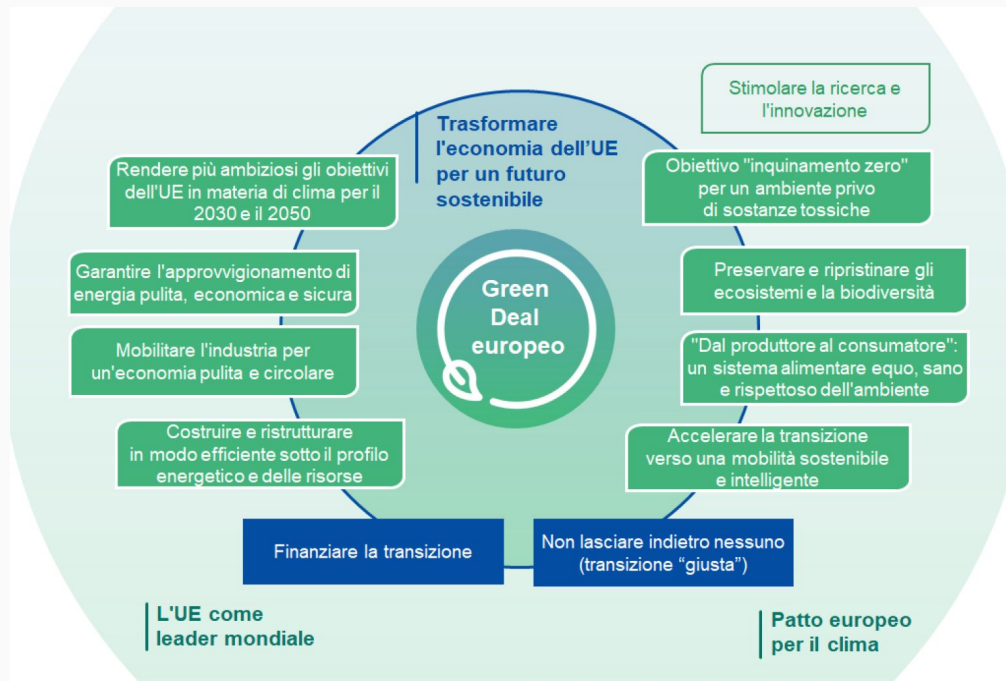 Stimolare la ricerca e
l'innovazione
Trasformare
l'economia dell'UE
per un futuro
sostenibile
Rendere più ambiziosi gli obiettivi
dell'UE in materia di clima per il
2030 e il 2050
Obiettivo "inquinamento zero"
per un ambiente privo
di sostanze tossiche
Garantire l'approvvigionamento di
energia pulita, economica e sicura
Preservare e ripristinare gli
ecosistemi e la biodiversità
Green
Deal
europeo
Mobilitare l'industria per
un'economia pulita e circolare
"Dal produttore al consumatore":
un sistema alimentare equo, sano
e rispettoso dell'ambiente
Costruire e ristrutturare
in modo efficiente sotto il profilo
energetico e delle risorse
Accelerare la transizione
verso una mobilità sostenibile
e intelligente
Finanziare la transizione
Non lasciare indietro nessuno
(transizione “giusta”)
L'UE come
leader mondiale
Patto europeo
per il clima